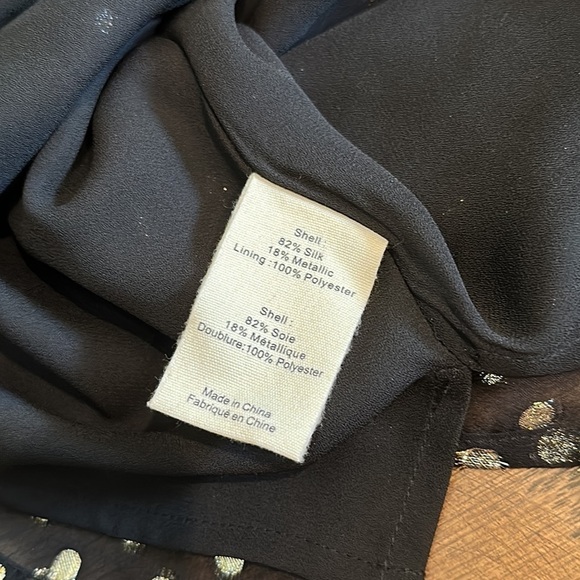 Shell :
82% Silk
18% Metallic
Lining :100% Polyester
Shell :
82% Soie
18% Métallique
Doublure:100% Polyester
Made in China
Fabriqué en Chine